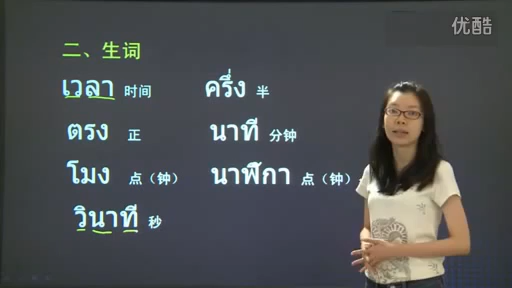 优酷
二、生词
เวลา 时间 ครึ่ง 半
ตรง 正 นาที 分钟
โมง 点（钟） นาฬิกา 点（钟）
วินาที 秒